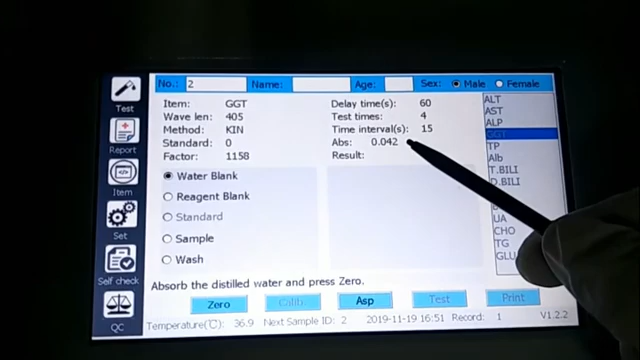 No.: 2 Name: Age: Sex: Male Female
Test
Report
Item
Set
Self check
QC
Item: GGT
Wave len: 405
Method: KIN
Standard: 0
Factor: 1158
Delay time(s): 60
Test times: 4
Time interval(s): 15
Abs: 0.042
Result:
ALT
AST
ALP
GGT
TP
Alb
T.BILI
D.BILI
UA
CHO
TG
GLU
Water Blank
Reagent Blank
Standard
Sample
Wash
Absorb the distilled water and press Zero.
Zero Calib. Asp Test Print
Temperature(℃): 36.9 Next Sample ID: 2 2019-11-19 16:51 Record: 1 V1.2.2